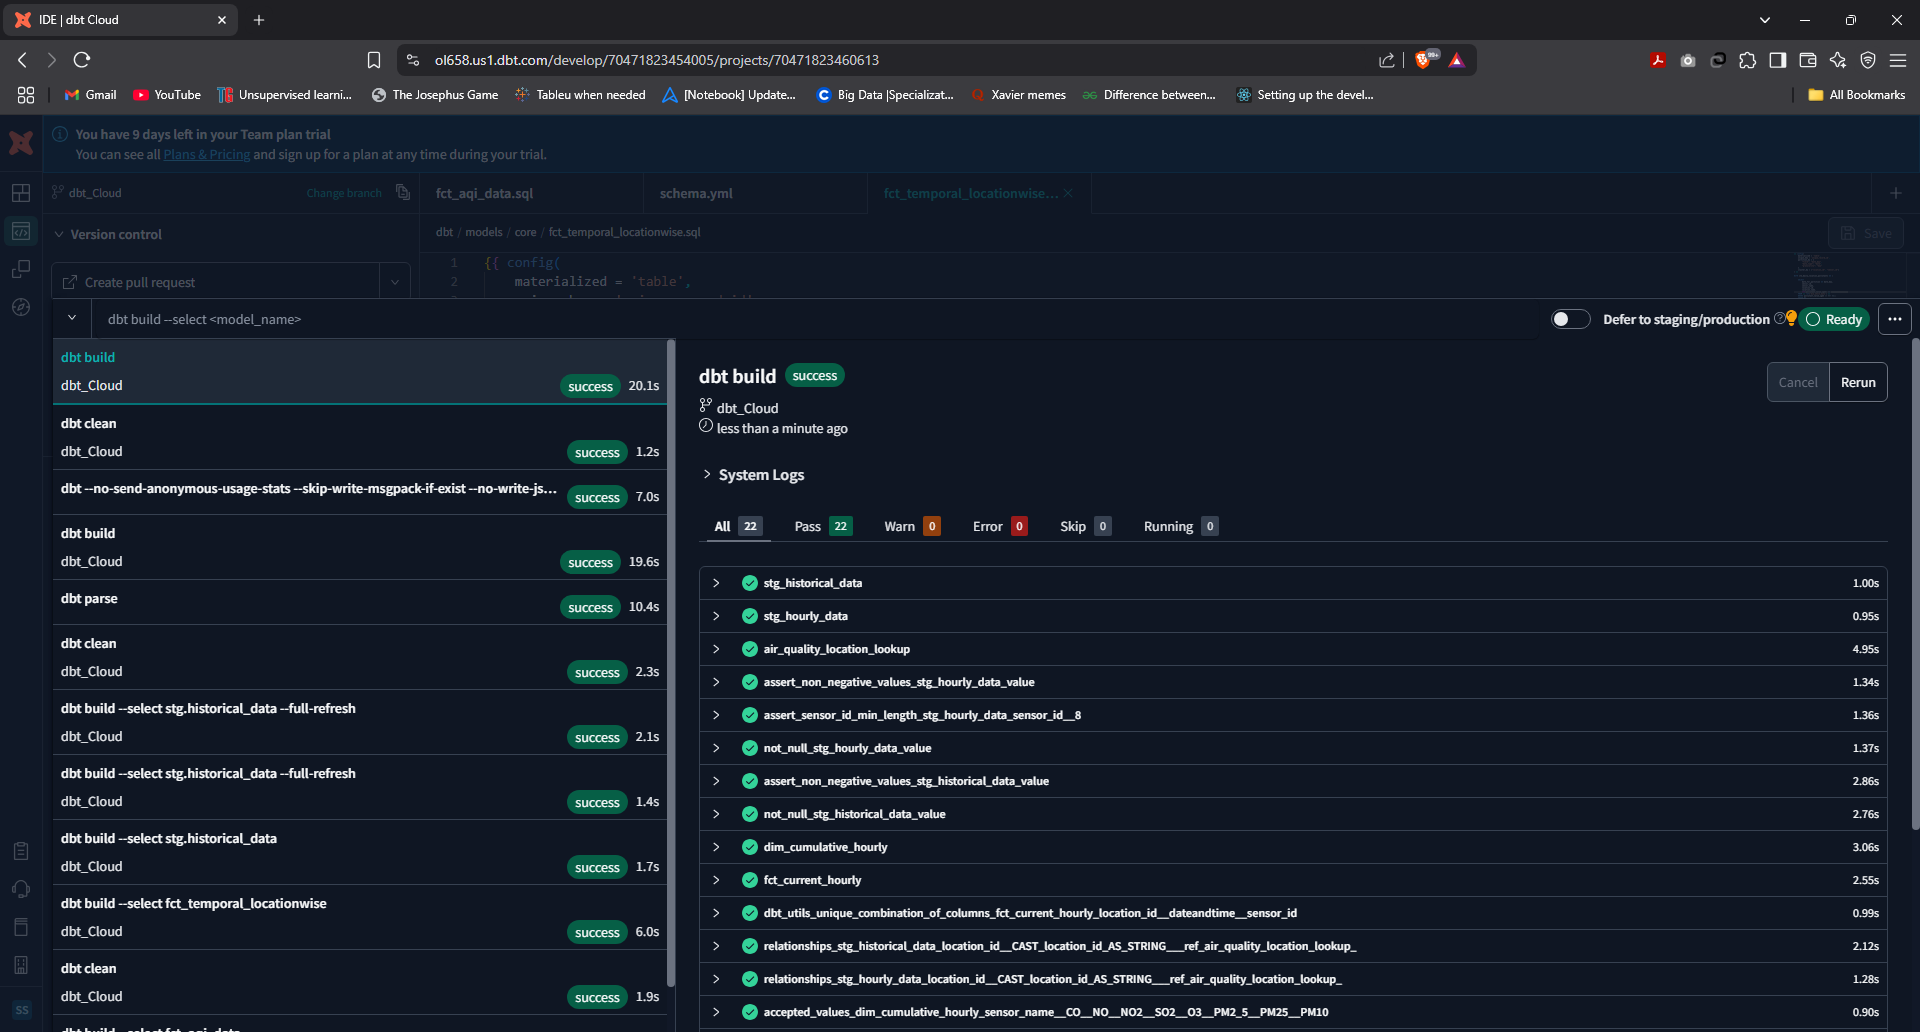 IDE | dbt Cloud
ol658.us1.dbt.com/develop/70471823454005/projects/70471823460613
99+
Gmail
YouTube
TG Unsupervised learni...
The Josephus Game
Tableu when needed
[Notebook] Update...
Big Data |Specializat...
Xavier memes
Difference between...
Setting up the devel...
All Bookmarks
You have 9 days left in your Team plan trial
You can see all Plans & Pricing and sign up for a plan at any time during your trial.
dbt_Cloud
Change branch
fct_aqi_data.sql
schema.yml
fct_temporal_locationwise...
Version control
dbt / models / core / fct_temporal_locationwise.sql
Save
Create pull request
1 {{ config(
2 materialized = 'table',
dbt build --select <model_name>
Defer to staging/production
Ready
dbt build
dbt_Cloud success 20.1s
dbt clean
dbt_Cloud success 1.2s
dbt --no-send-anonymous-usage-stats --skip-write-msgpack-if-exist --no-write-js... success 7.0s
dbt build
dbt_Cloud success 19.6s
dbt parse
success 10.4s
dbt clean
dbt_Cloud success 2.3s
dbt build --select stg.historical_data --full-refresh
dbt_Cloud success 2.1s
dbt build --select stg.historical_data --full-refresh
dbt_Cloud success 1.4s
dbt build --select stg.historical_data
dbt_Cloud success 1.7s
dbt build --select fct_temporal_locationwise
dbt_Cloud success 6.0s
dbt clean
dbt_Cloud success 1.9s
dbt build --select fct_aqi_data
SS
dbt build success
Cancel
Rerun
dbt_Cloud
less than a minute ago
System Logs
All 22 Pass 22 Warn 0 Error 0 Skip 0 Running 0
stg_historical_data 1.00s
stg_hourly_data 0.95s
air_quality_location_lookup 4.95s
assert_non_negative_values_stg_hourly_data_value 1.34s
assert_sensor_id_min_length_stg_hourly_data_sensor_id__8 1.36s
not_null_stg_hourly_data_value 1.37s
assert_non_negative_values_stg_historical_data_value 2.86s
not_null_stg_historical_data_value 2.76s
dim_cumulative_hourly 3.06s
fct_current_hourly 2.55s
dbt_utils_unique_combination_of_columns_fct_current_hourly_location_id__dateandtime__sensor_id 0.99s
relationships_stg_historical_data_location_id__CAST_location_id_AS_STRING___ref_air_quality_location_lookup_ 2.12s
relationships_stg_hourly_data_location_id__CAST_location_id_AS_STRING___ref_air_quality_location_lookup_ 1.28s
accepted_values_dim_cumulative_hourly_sensor_name__CO__NO__NO2__SO2__O3__PM2_5__PM25__PM10 0.90s